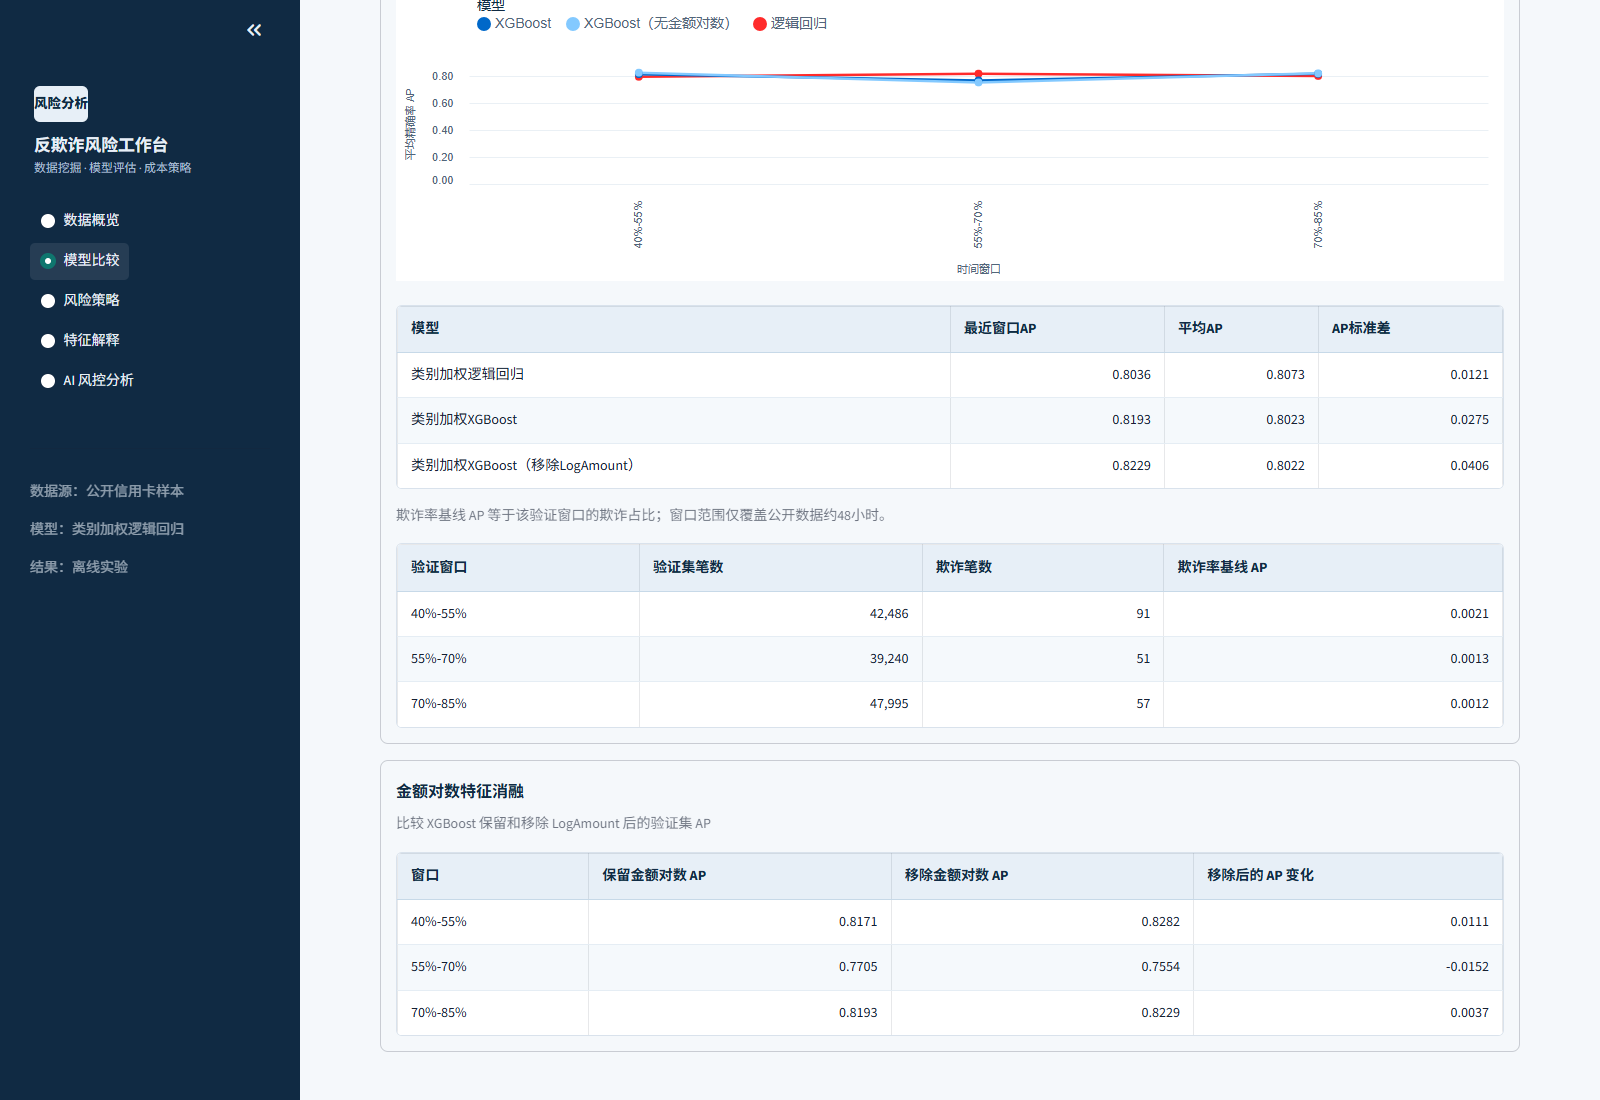 风险分析
反欺诈风险工作台
数据挖掘 · 模型评估 · 成本策略
数据概览
模型比较
风险策略
特征解释
AI 风控分析
数据源：公开信用卡样本
模型：类别加权逻辑回归
结果：离线实验
模型
XGBoost XGBoost（无金额对数） 逻辑回归
平均精确率 AP
0.80
0.60
0.40
0.20
0.00
40%-55% 55%-70% 70%-85%
时间窗口
模型 最近窗口AP 平均AP AP标准差
类别加权逻辑回归 0.8036 0.8073 0.0121
类别加权XGBoost 0.8193 0.8023 0.0275
类别加权XGBoost（移除LogAmount） 0.8229 0.8022 0.0406
欺诈率基线 AP 等于该验证窗口的欺诈占比；窗口范围仅覆盖公开数据约48小时。
验证窗口 验证集笔数 欺诈笔数 欺诈率基线 AP
40%-55% 42,486 91 0.0021
55%-70% 39,240 51 0.0013
70%-85% 47,995 57 0.0012
金额对数特征消融
比较 XGBoost 保留和移除 LogAmount 后的验证集 AP
窗口 保留金额对数 AP 移除金额对数 AP 移除后的 AP 变化
40%-55% 0.8171 0.8282 0.0111
55%-70% 0.7705 0.7554 -0.0152
70%-85% 0.8193 0.8229 0.0037